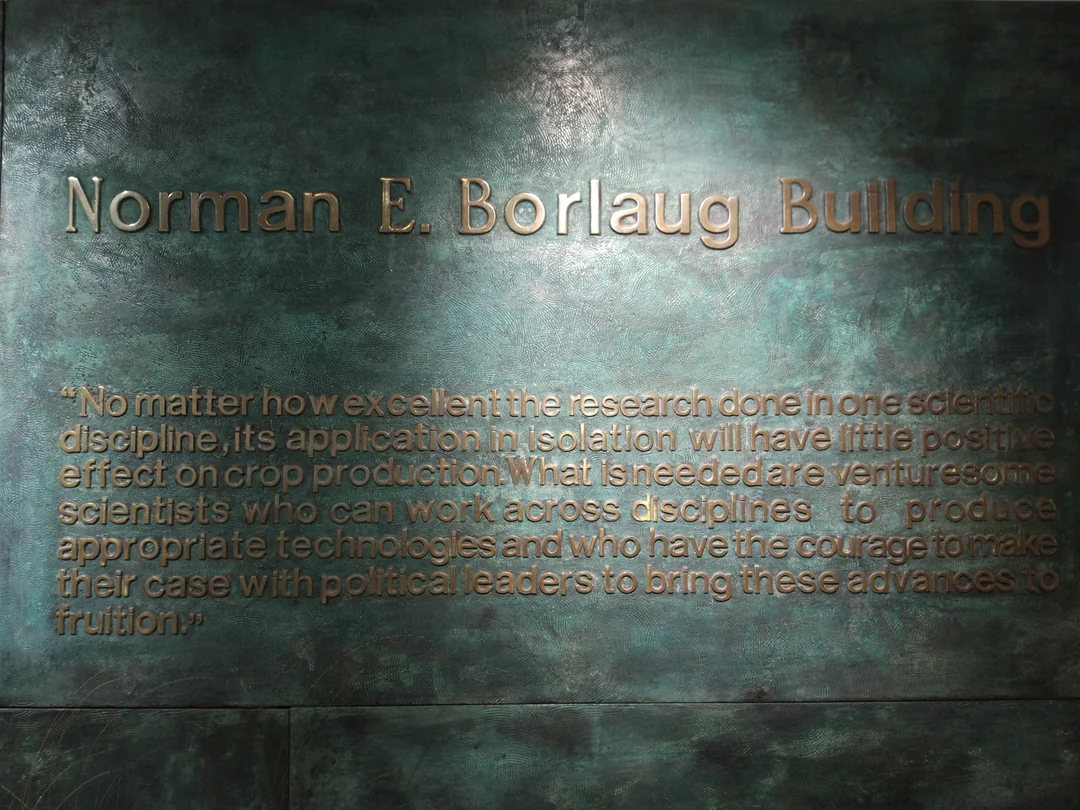 Norman E. Borlaug Building
“No matter how excellent the research done in one scientific
discipline, its application in isolation will have little positive
effect on crop production. What is needed are venturesome
scientists who can work across disciplines to produce
appropriate technologies and who have the courage to make
their case with political leaders to bring these advances to
fruition.”